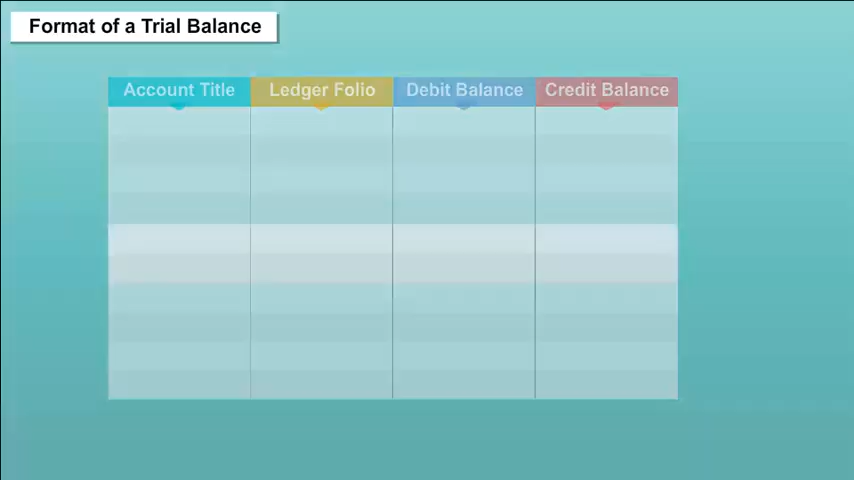 Format of a Trial Balance
Account Title Ledger Folio Debit Balance Credit Balance